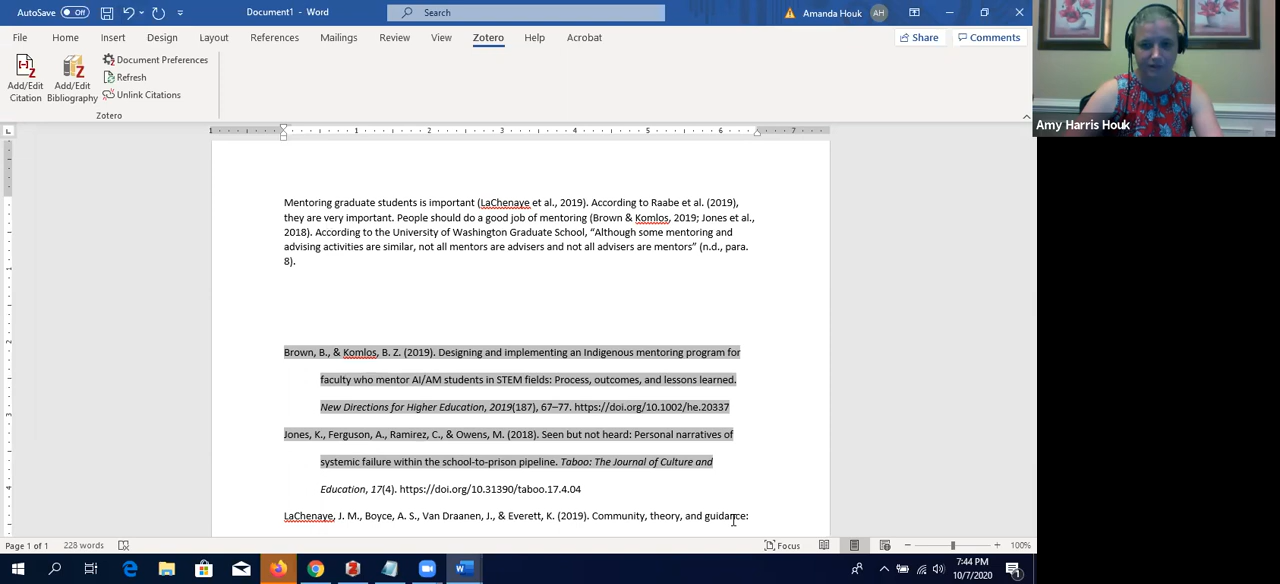 AutoSave Off
Document1 - Word
Search
Amanda Houk AH
File Home Insert Design Layout References Mailings Review View Zotero Help Acrobat
Share Comments
Add/Edit Citation
Add/Edit Bibliography
Document Preferences
Refresh
Unlink Citations
Zotero
Amy Harris Houk
1 1 2 3 4 5 6 7
Mentoring graduate students is important (LaChenaye et al., 2019). According to Raabe et al. (2019),
they are very important. People should do a good job of mentoring (Brown & Komlos, 2019; Jones et al.,
2018). According to the University of Washington Graduate School, “Although some mentoring and
advising activities are similar, not all mentors are advisers and not all advisers are mentors” (n.d., para.
8).
Brown, B., & Komlos, B. Z. (2019). Designing and implementing an Indigenous mentoring program for
faculty who mentor AI/AM students in STEM fields: Process, outcomes, and lessons learned.
New Directions for Higher Education, 2019(187), 67–77. https://doi.org/10.1002/he.20337
Jones, K., Ferguson, A., Ramirez, C., & Owens, M. (2018). Seen but not heard: Personal narratives of
systemic failure within the school-to-prison pipeline. Taboo: The Journal of Culture and
Education, 17(4). https://doi.org/10.31390/taboo.17.4.04
LaChenaye, J. M., Boyce, A. S., Van Draanen, J., & Everett, K. (2019). Community, theory, and guidance:
Page 1 of 1 228 words
Focus
100%
7:44 PM
10/7/2020